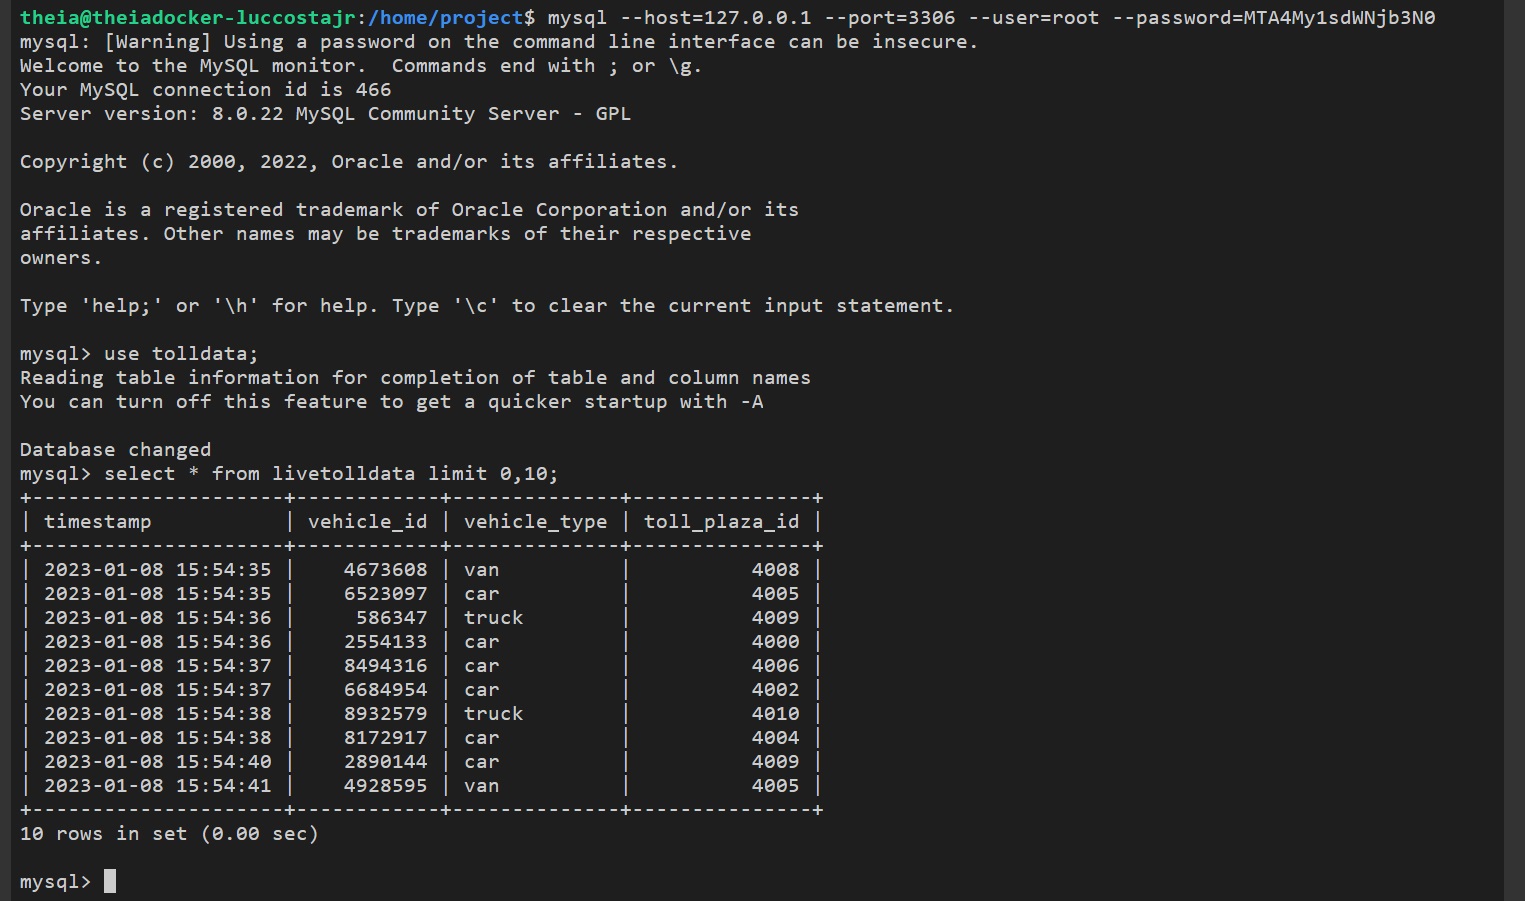 theia@theiadocker-luccostajr:/home/project$ mysql --host=127.0.0.1 --port=3306 --user=root --password=MTA4My1sdWNjb3N0
mysql: [Warning] Using a password on the command line interface can be insecure.
Welcome to the MySQL monitor.  Commands end with ; or \g.
Your MySQL connection id is 466
Server version: 8.0.22 MySQL Community Server - GPL

Copyright (c) 2000, 2022, Oracle and/or its affiliates.

Oracle is a registered trademark of Oracle Corporation and/or its
affiliates. Other names may be trademarks of their respective
owners.

Type 'help;' or '\h' for help. Type '\c' to clear the current input statement.

mysql> use tolldata;
Reading table information for completion of table and column names
You can turn off this feature to get a quicker startup with -A

Database changed
mysql> select * from livetolldata limit 0,10;
+---------------------+------------+--------------+---------------+
| timestamp           | vehicle_id | vehicle_type | toll_plaza_id |
+---------------------+------------+--------------+---------------+
| 2023-01-08 15:54:35 |    4673608 | van          |          4008 |
| 2023-01-08 15:54:35 |    6523097 | car          |          4005 |
| 2023-01-08 15:54:36 |     586347 | truck        |          4009 |
| 2023-01-08 15:54:36 |    2554133 | car          |          4000 |
| 2023-01-08 15:54:37 |    8494316 | car          |          4006 |
| 2023-01-08 15:54:37 |    6684954 | car          |          4002 |
| 2023-01-08 15:54:38 |    8932579 | truck        |          4010 |
| 2023-01-08 15:54:38 |    8172917 | car          |          4004 |
| 2023-01-08 15:54:40 |    2890144 | car          |          4009 |
| 2023-01-08 15:54:41 |    4928595 | van          |          4005 |
+---------------------+------------+--------------+---------------+
10 rows in set (0.00 sec)

mysql>